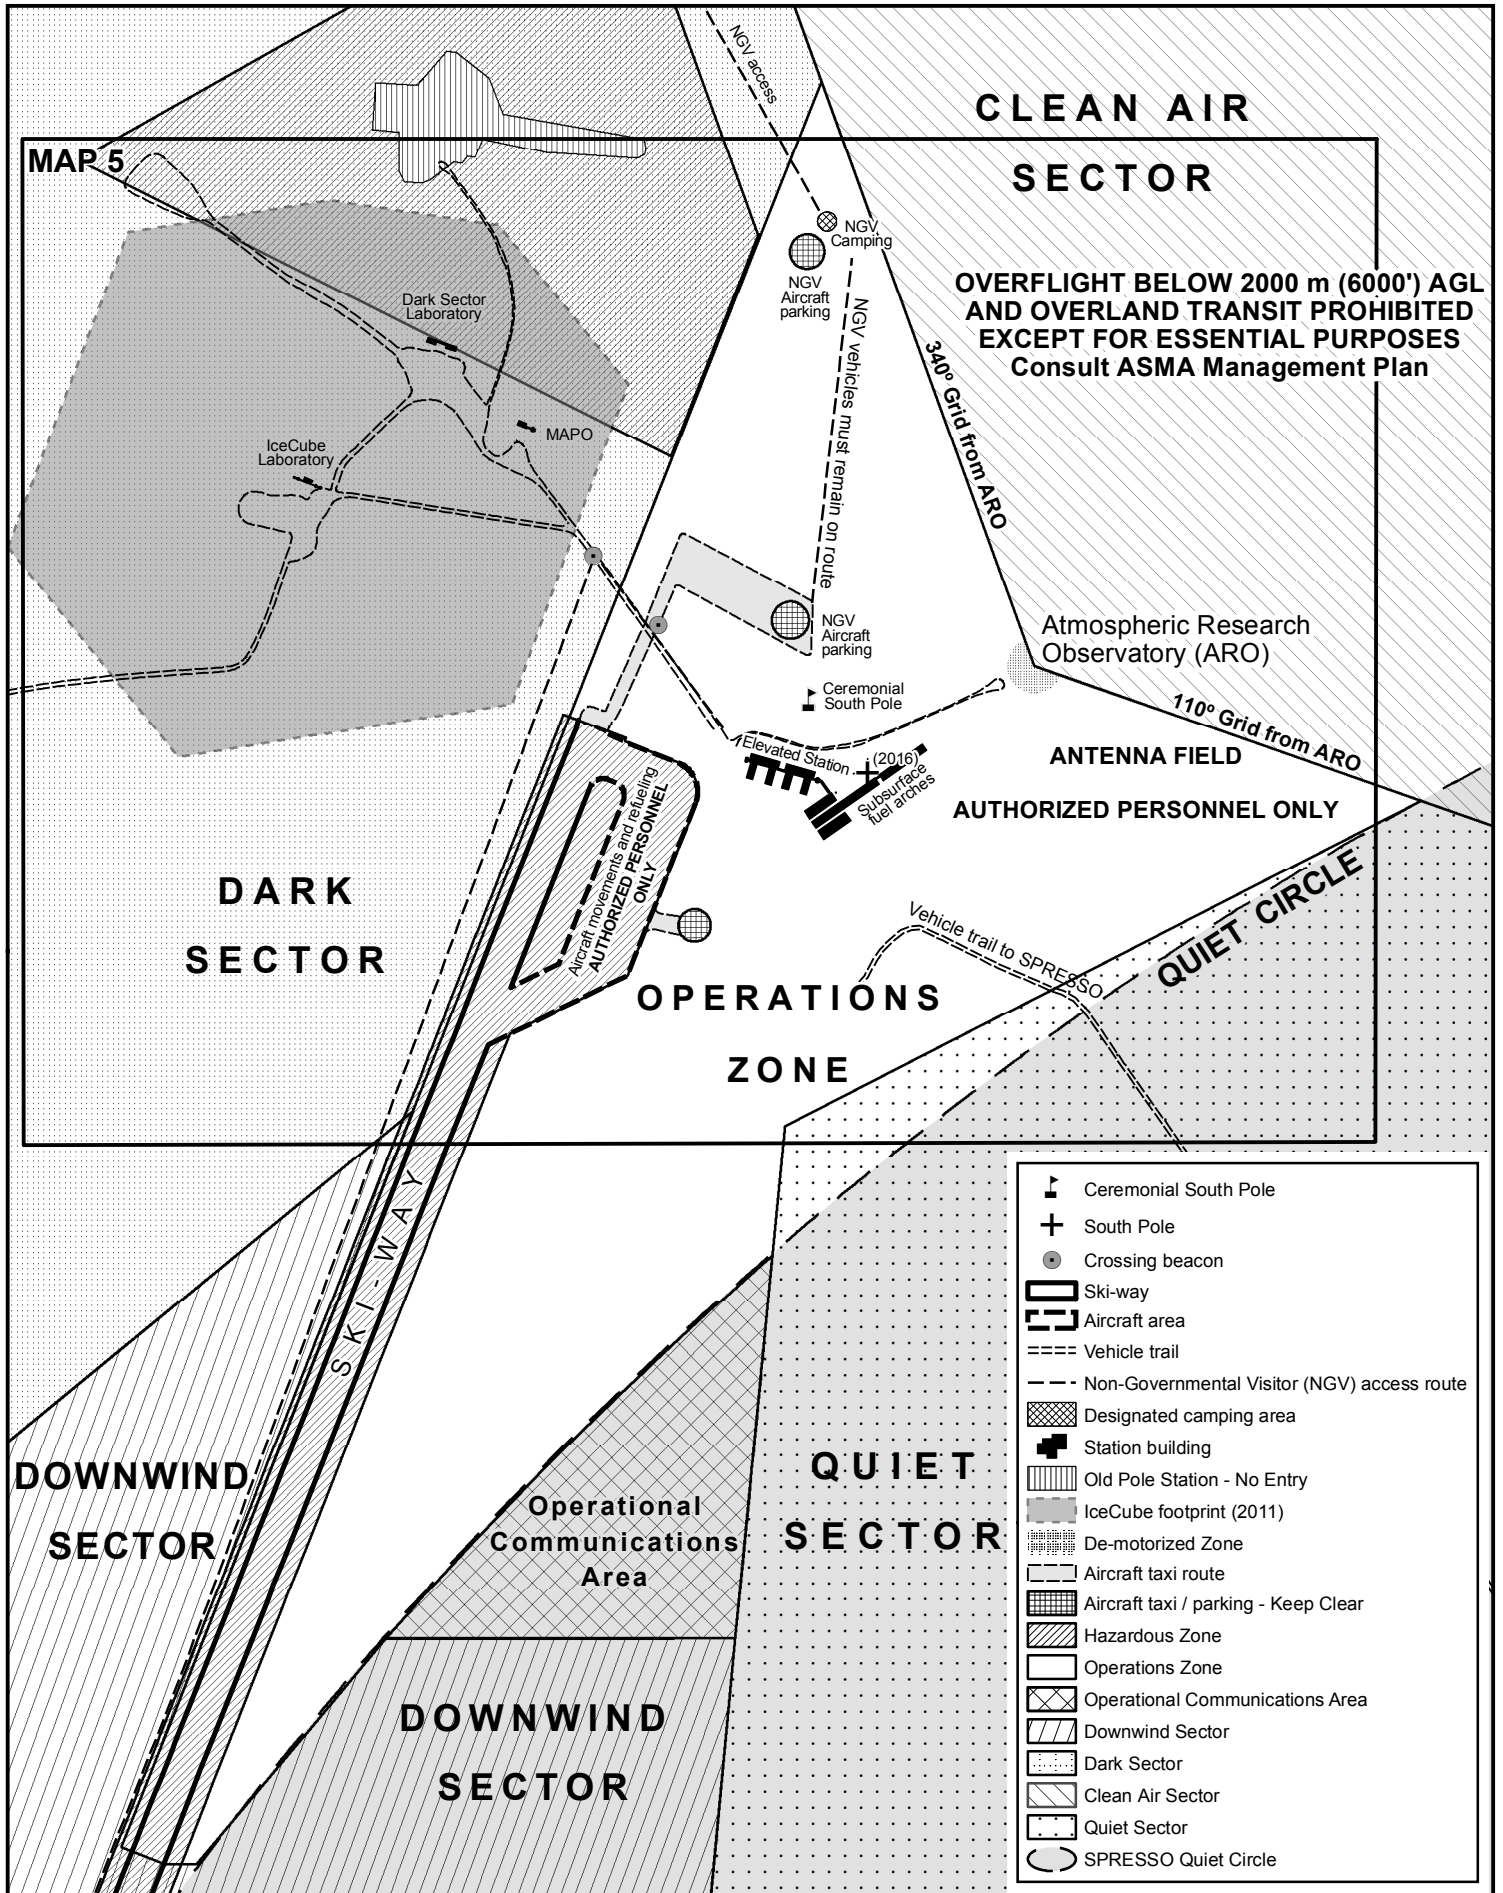 NGV access
CLEAN AIR
SECTOR
MAP 5
NGV
Camping
NGV
Aircraft
parking
OVERFLIGHT BELOW 2000 m (6000') AGL
AND OVERLAND TRANSIT PROHIBITED
EXCEPT FOR ESSENTIAL PURPOSES
Consult ASMA Management Plan
Dark Sector
Laboratory
NGV vehicles must remain on route
340º Grid from ARO
MAPO
IceCube
Laboratory
NGV
Aircraft
parking
Atmospheric Research
Observatory (ARO)
Ceremonial
South Pole
110º Grid from ARO
Elevated Station
(2016)
Subsurface
fuel arches
ANTENNA FIELD
AUTHORIZED PERSONNEL ONLY
Aircraft movements and refueling
AUTHORIZED PERSONNEL
ONLY
DARK
SECTOR
QUIET CIRCLE
Vehicle trail to SPRESSO
OPERATIONS
ZONE
SKI-WAY
DOWNWIND
SECTOR
Operational
Communications
Area
QUIET
SECTOR
DOWNWIND
SECTOR
Ceremonial South Pole
South Pole
Crossing beacon
Ski-way
Aircraft area
Vehicle trail
Non-Governmental Visitor (NGV) access route
Designated camping area
Station building
Old Pole Station - No Entry
IceCube footprint (2011)
De-motorized Zone
Aircraft taxi route
Aircraft taxi / parking - Keep Clear
Hazardous Zone
Operations Zone
Operational Communications Area
Downwind Sector
Dark Sector
Clean Air Sector
Quiet Sector
SPRESSO Quiet Circle